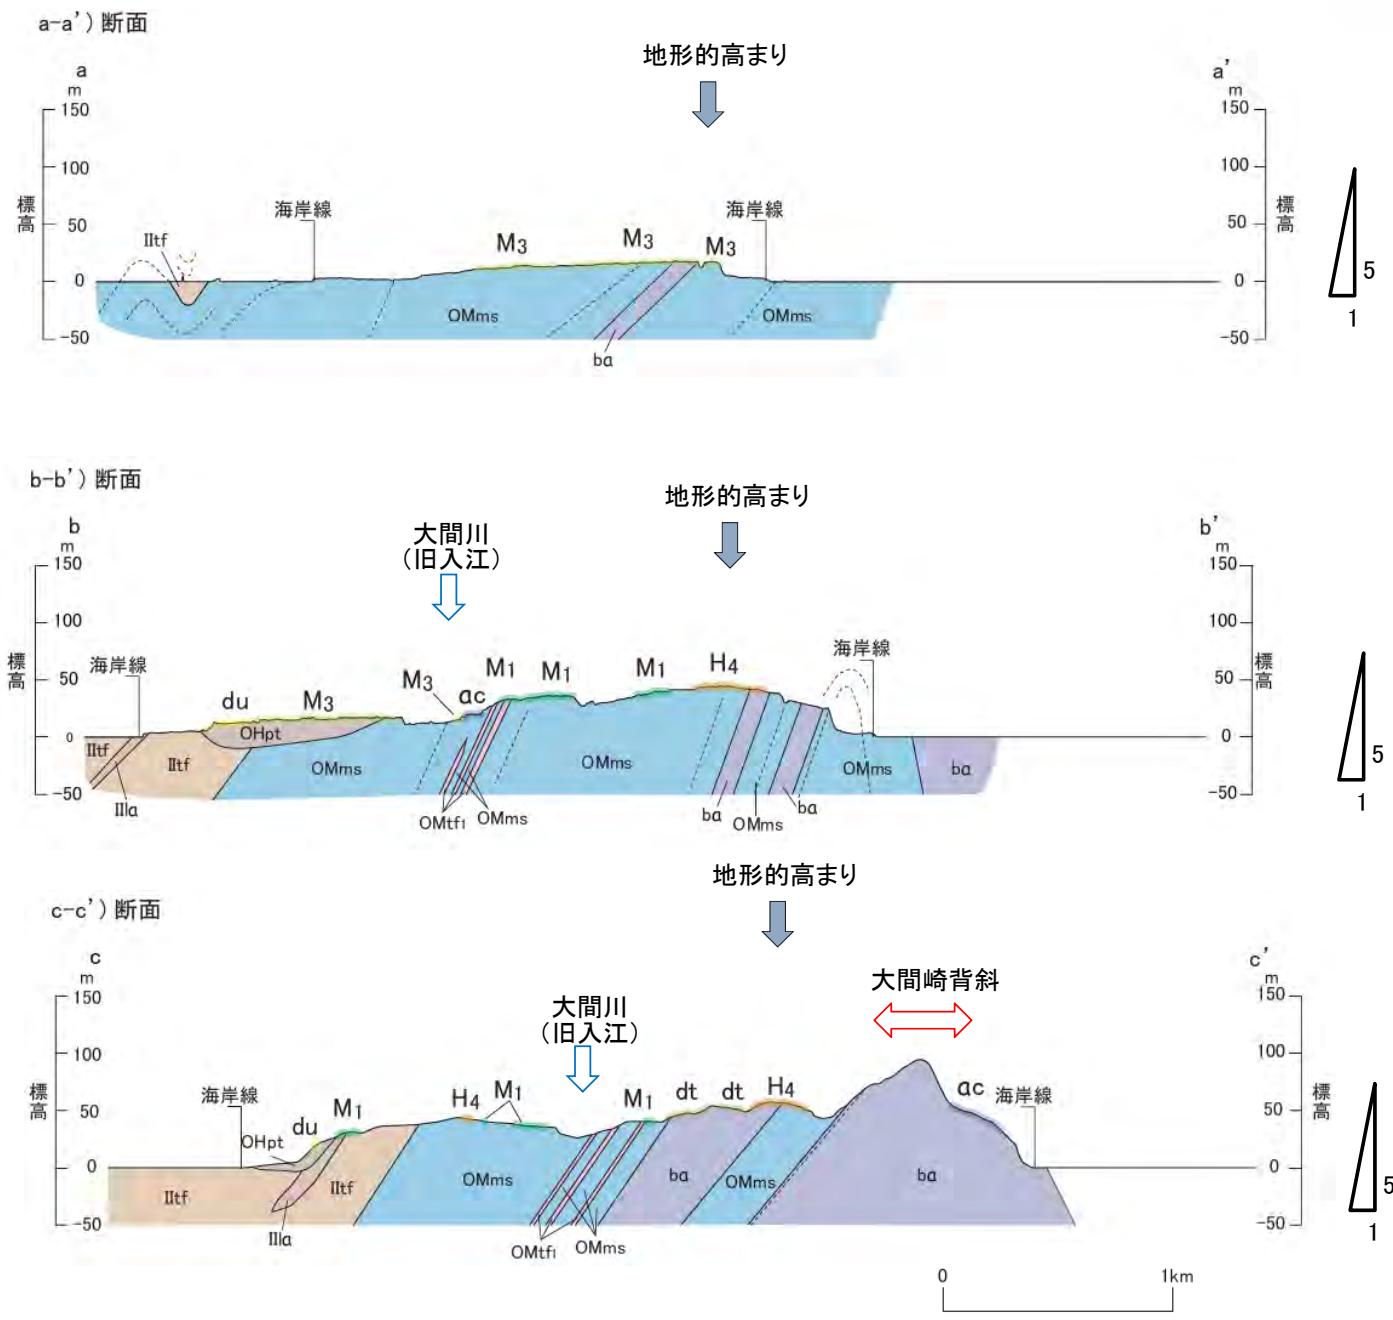 a-a’) 断面
地形的高まり
a
m
a’
m
150
100
50
0
-50
標高
150
100
50
0
-50
標高
海岸線
海岸線
IItf
M3
M3
M3
OMms
OMms
ba
5
1
b-b’) 断面
地形的高まり
大間川
(旧入江)
b
m
b’
m
150
100
50
0
-50
標高
150
100
50
0
-50
標高
海岸線
海岸線
du
M3
M3
ac
M1
M1
M1
H4
OHpt
IItf
IItf
IIIa
OMms
OMms
OMms
ba
OMtf1
OMms
ba
OMms
ba
5
1
地形的高まり
c-c’) 断面
大間崎背斜
大間川
(旧入江)
c
m
c’
m
150
100
50
0
-50
標高
150
100
50
0
-50
標高
海岸線
海岸線
OHpt
du
M1
H4
M1
M1
dt
dt
H4
ac
IItf
IItf
IIIa
OMms
ba
OMms
ba
OMtf1
OMms
5
1
0
1km